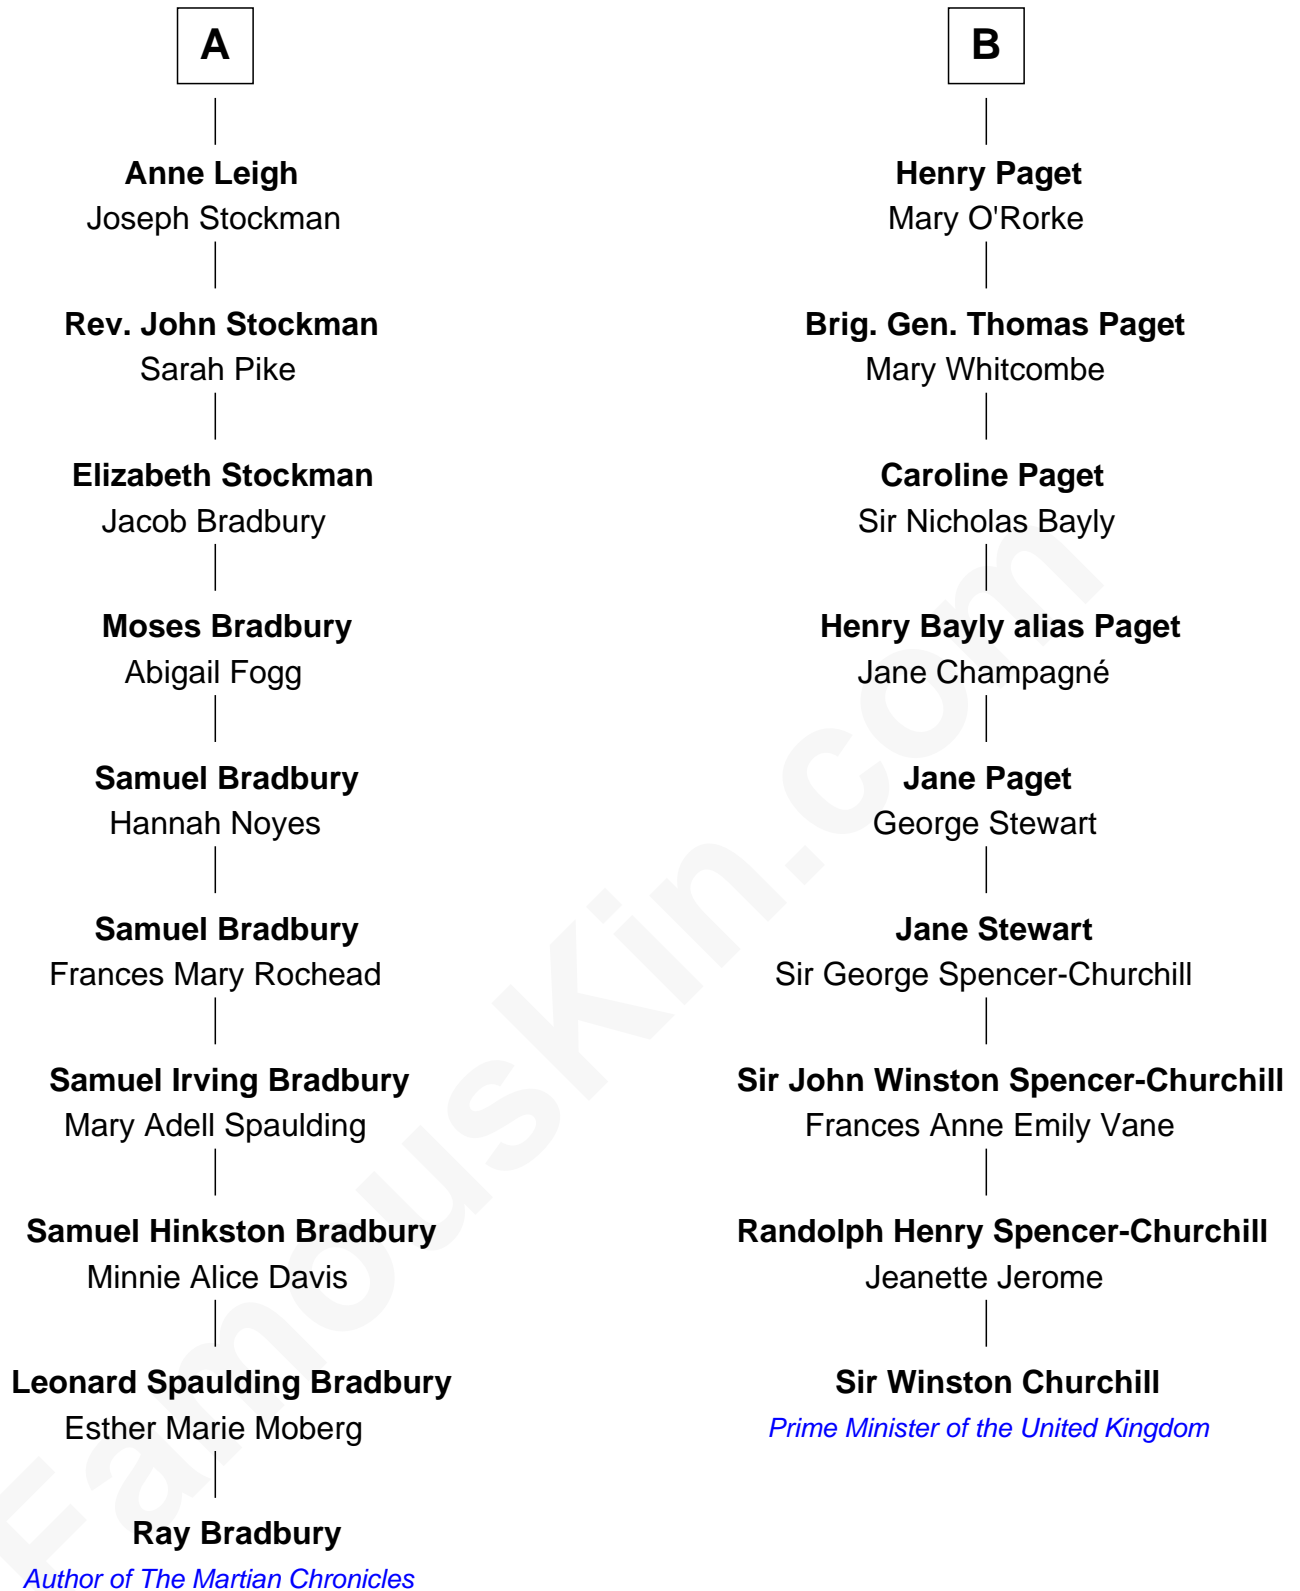 A
Anne Leigh
Joseph Stockman
Rev. John Stockman
Sarah Pike
Elizabeth Stockman
Jacob Bradbury
Moses Bradbury
Abigail Fogg
Samuel Bradbury
Hannah Noyes
Samuel Bradbury
Frances Mary Rochead
Samuel Irving Bradbury
Mary Adell Spaulding
Samuel Hinkston Bradbury
Minnie Alice Davis
Leonard Spaulding Bradbury
Esther Marie Moberg
Ray Bradbury
Author of The Martian Chronicles
B
Henry Paget
Mary O'Rorke
Brig. Gen. Thomas Paget
Mary Whitcombe
Caroline Paget
Sir Nicholas Bayly
Henry Bayly alias Paget
Jane Champagné
Jane Paget
George Stewart
Jane Stewart
Sir George Spencer-Churchill
Sir John Winston Spencer-Churchill
Frances Anne Emily Vane
Randolph Henry Spencer-Churchill
Jeanette Jerome
Sir Winston Churchill
Prime Minister of the United Kingdom
FamousKin.com